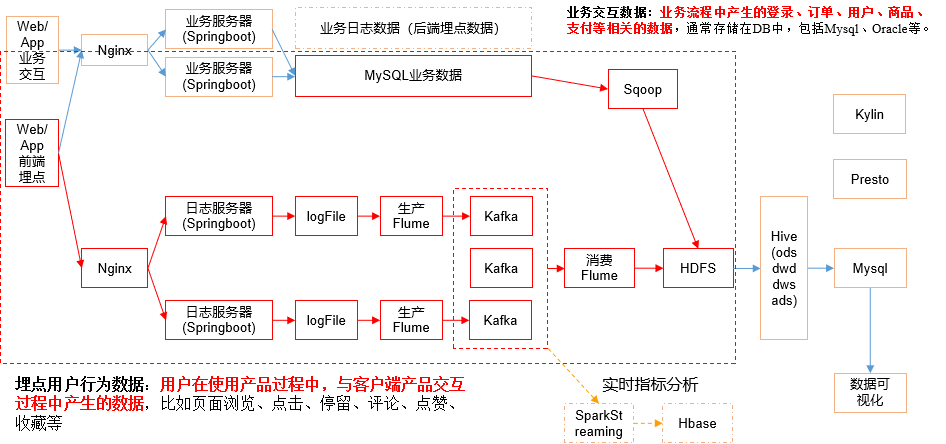 Web/
App
业务
交互
Nginx
业务服务器
(Springboot)
业务服务器
(Springboot)
业务日志数据（后端埋点数据）
MySQL业务数据
业务交互数据：业务流程中产生的登录、订单、用户、商品、
支付等相关的数据，通常存储在DB中，包括Mysql、Oracle等。
Sqoop
Kylin
Presto
Web/
App
前端
埋点
Nginx
日志服务器
(Springboot)
logFile
生产
Flume
Kafka
Kafka
消费
Flume
HDFS
Hive
(ods
dwd
dws
ads)
Mysql
日志服务器
(Springboot)
logFile
生产
Flume
Kafka
数据可
视化
埋点用户行为数据：用户在使用产品过程中，与客户端产品交互
过程中产生的数据，比如页面浏览、点击、停留、评论、点赞、
收藏等
实时指标分析
SparkSt
reaming
Hbase